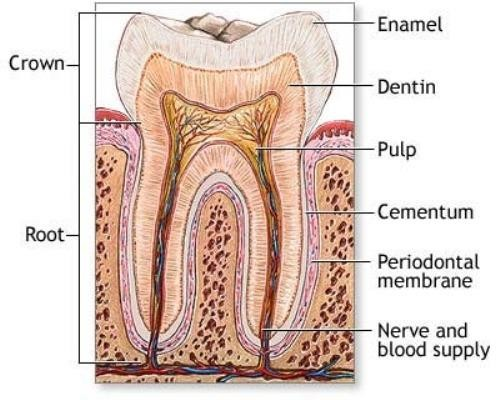 Enamel
Crown
Dentin
Pulp
Cementum
Root
Periodontal
membrane
Nerve and
blood supply